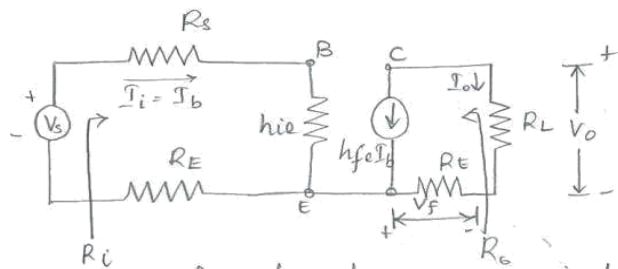 Rs
B
C
+
+
Ii = Ib
Io↓
-
Vs
hie
hfeIb
RL
Vo
RE
RE
E
Vf
-
+
-
Ri
Ro